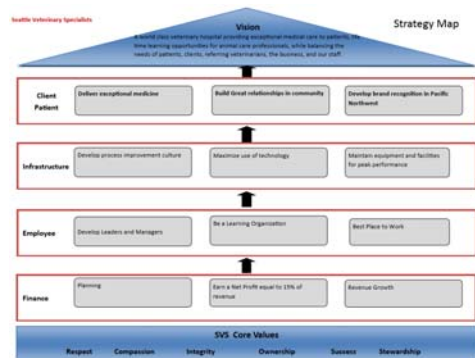 Seattle Veterinary Specialists
Strategy Map
Vision
A world class veterinary hospital providing exceptional medical care to patients, life
time learning opportunities for animal care professionals, while balancing the
needs of patients, clients, referring veterinarians, the business, and our staff.
Client
Patient
Deliver exceptional medicine
Build Great relationships in community
Develop brand recognition in Pacific
Northwest
Infrastructure
Develop process improvement culture
Maximise use of technology
Maintain equipment and facilities
for peak performance
Employee
Develop Leaders and Managers
Be a Learning Organization
Best Place to Work
Finance
Planning
Earn a Net Profit equal to 15% of
revenue
Revenue Growth
SVS Core Values
Respect Compassion Integrity Ownership Success Stewardship